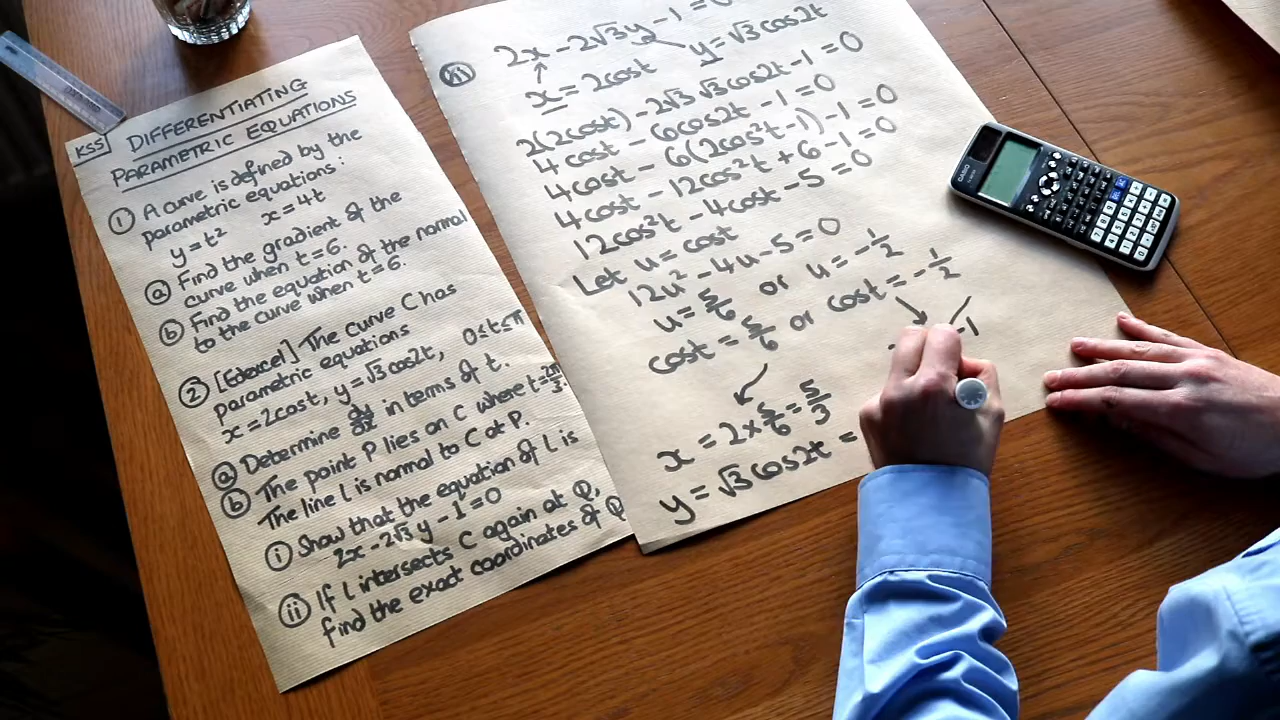 KSS
DIFFERENTIATING
PARAMETRIC EQUATIONS
① A curve is defined by the
parametric equations:
y = t² x = 4t
ⓐ Find the gradient of the
curve when t = 6.
ⓑ Find the equation of the normal
to the curve when t = 6.
② [Edexcel] The curve C has
parametric equations
x = 2cost, y = √3 cos2t, 0 ≤ t ≤ π
ⓐ Determine dy/dx in terms of t.
ⓑ The point P lies on C where t = 2π/3.
The line l is normal to C at P.
ⓘ Show that the equation of l is
2x - 2√3 y - 1 = 0
ⓘⓘ If l intersects C again at Q,
find the exact coordinates of Q
ⓘⓘ 2x - 2√3y - 1 = 0
x = 2cost y = √3 cos2t
2(2cost) - 2√3 √3 cos2t - 1 = 0
4cost - 6cos2t - 1 = 0
4cost - 6(2cos²t - 1) - 1 = 0
4cost - 12cos²t + 6 - 1 = 0
12cos²t - 4cost - 5 = 0
Let u = cost
12u² - 4u - 5 = 0
u = 5/6 or u = -1/2
cost = 5/6 or cost = -1/2
x = 2 × 5/6 = 5/3
y = √3 cos2t =
CASIO